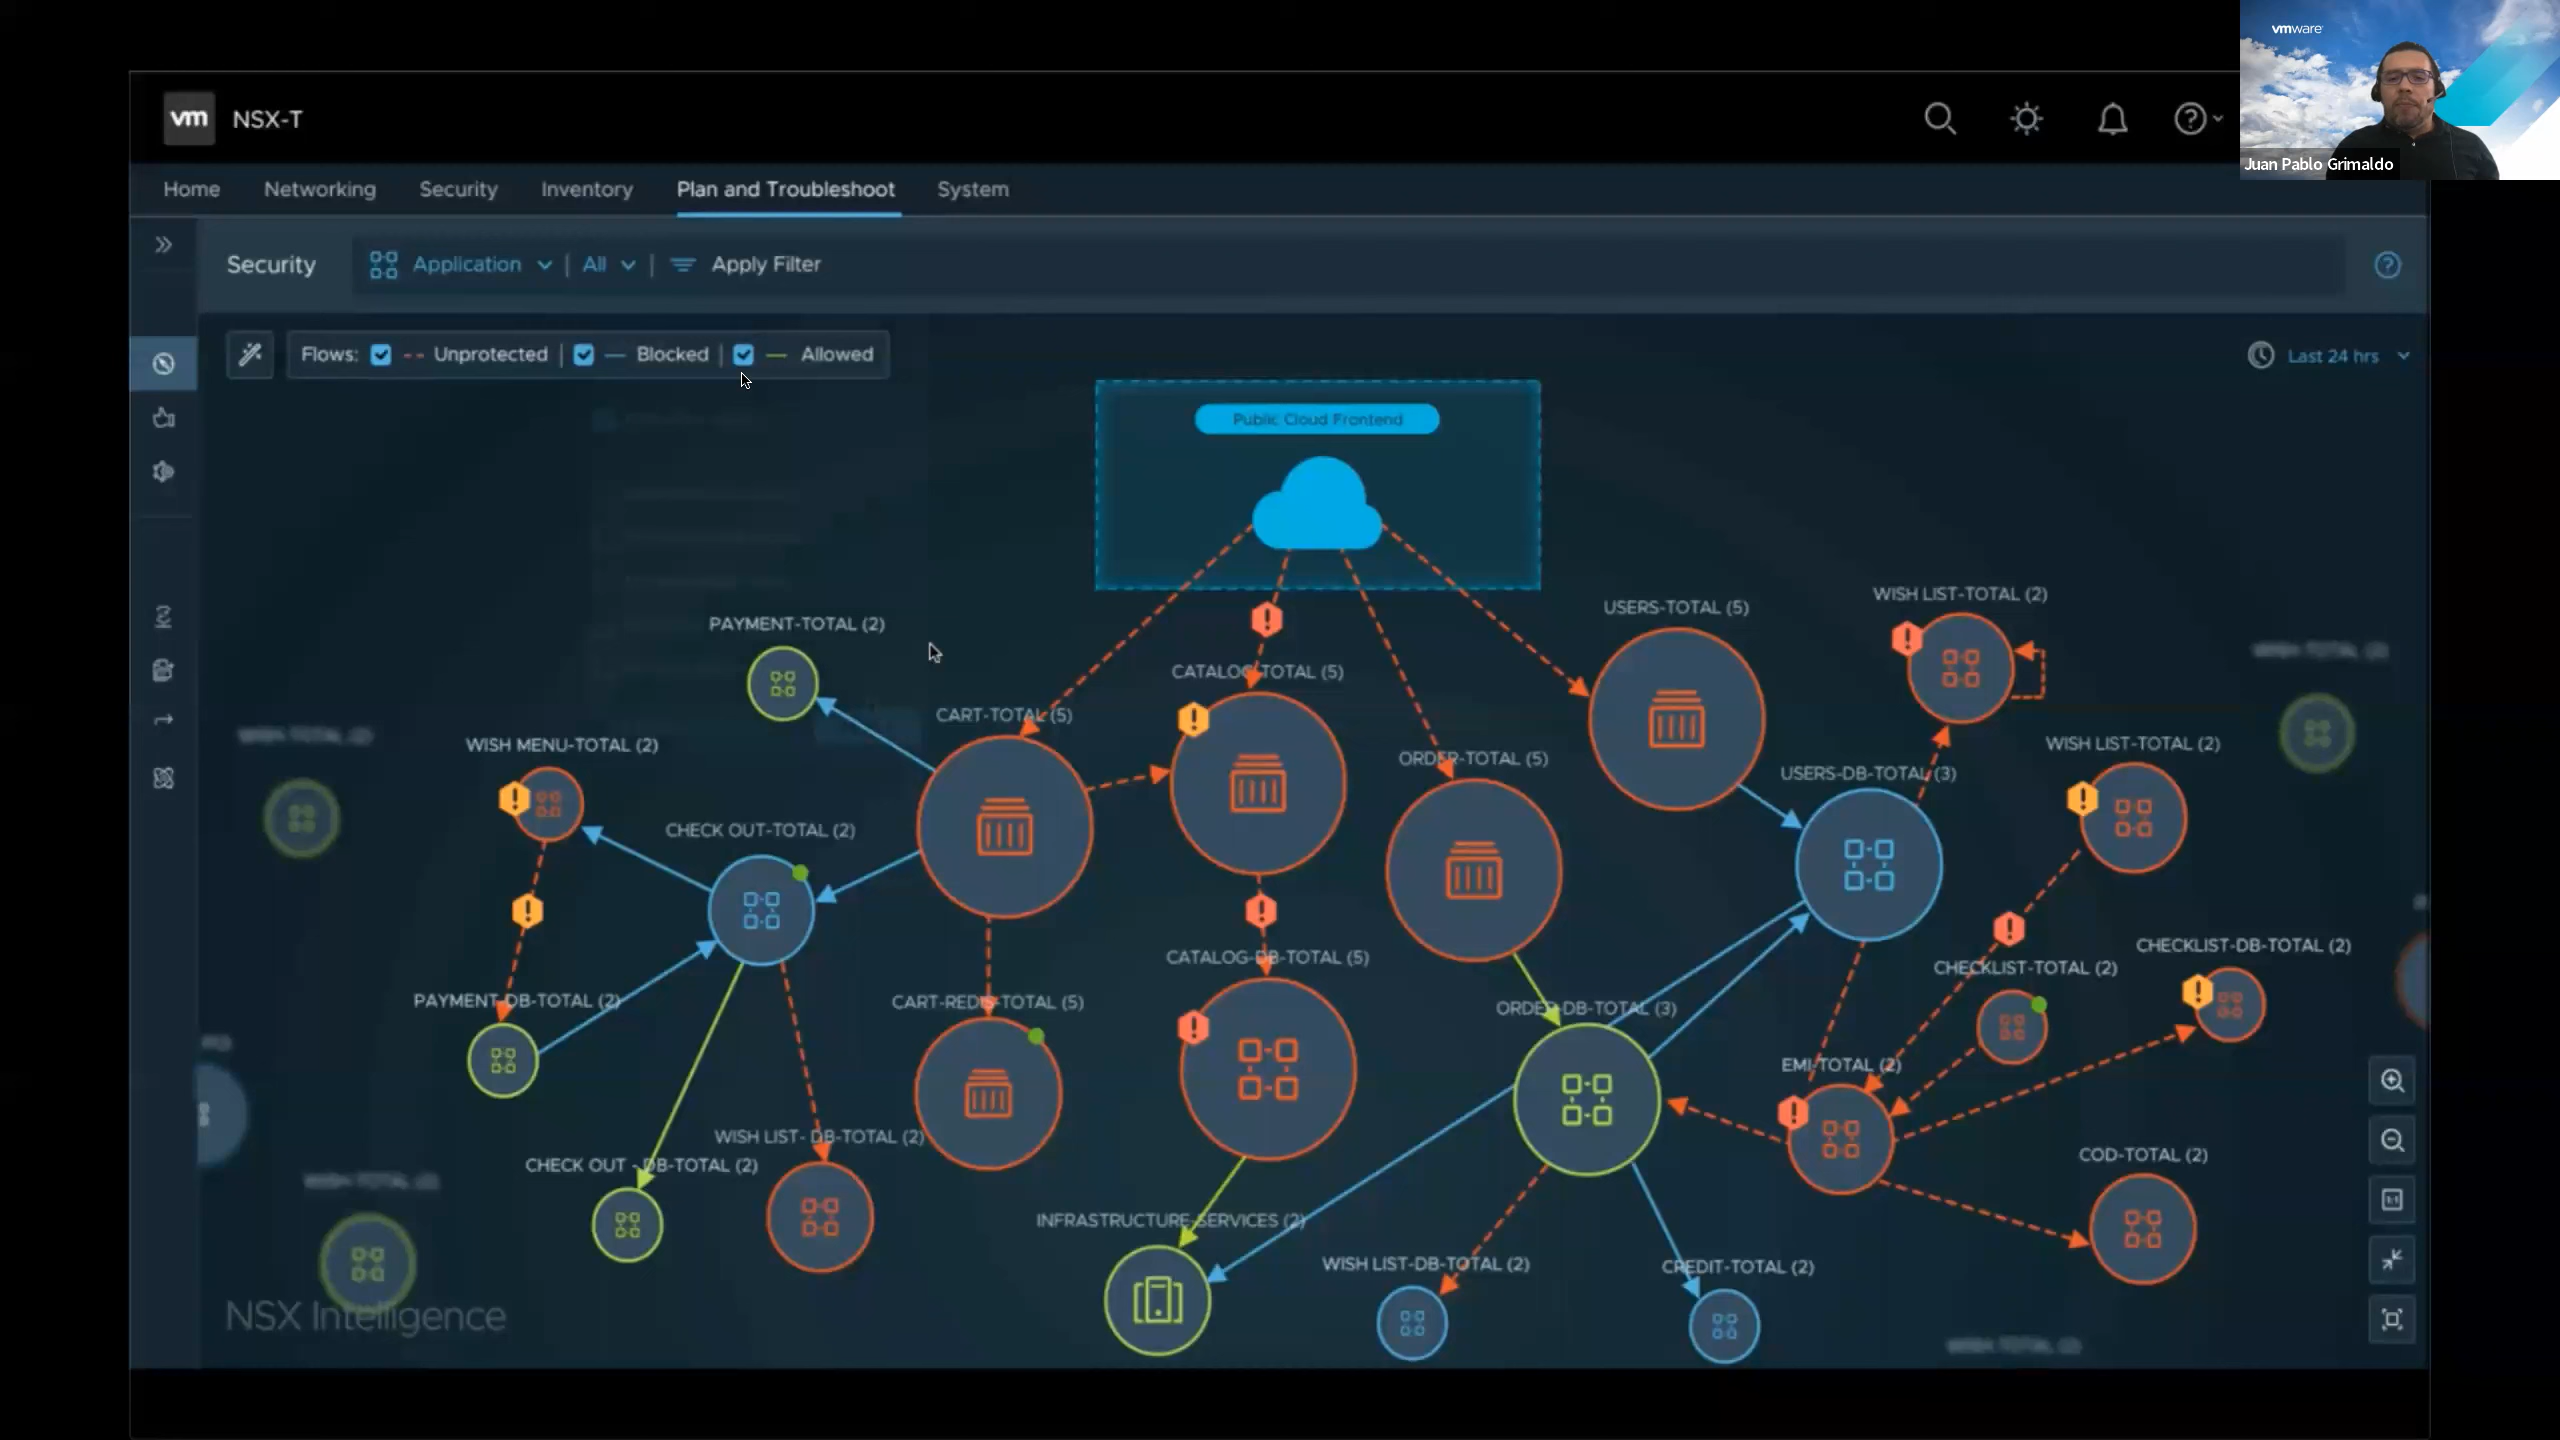 vmware
Juan Pablo Grimaldo
vm NSX-T
Home Networking Security Inventory Plan and Troubleshoot System
Security Application All Apply Filter
Flows: Unprotected Blocked Allowed
Last 24 hrs
Public Cloud Frontend
WISH LIST-TOTAL (2)
USERS-TOTAL (5)
PAYMENT-TOTAL (2)
CATALOG-TOTAL (5)
CART-TOTAL (5)
WISH MENU-TOTAL (2)
WISH LIST-TOTAL (2)
ORDER-TOTAL (5)
USERS-DB-TOTAL (3)
CHECK OUT-TOTAL (2)
CHECKLIST-DB-TOTAL (2)
CATALOG-DB-TOTAL (5)
CHECKLIST-TOTAL (2)
PAYMENT-DB-TOTAL (2)
CART-REDIS-TOTAL (5)
ORDER-DB-TOTAL (3)
EMI-TOTAL (2)
WISH LIST- DB-TOTAL (2)
COD-TOTAL (2)
CHECK OUT - DB-TOTAL (2)
INFRASTRUCTURE-SERVICES (2)
WISH LIST-DB-TOTAL (2)
CREDIT-TOTAL (2)
NSX Intelligence